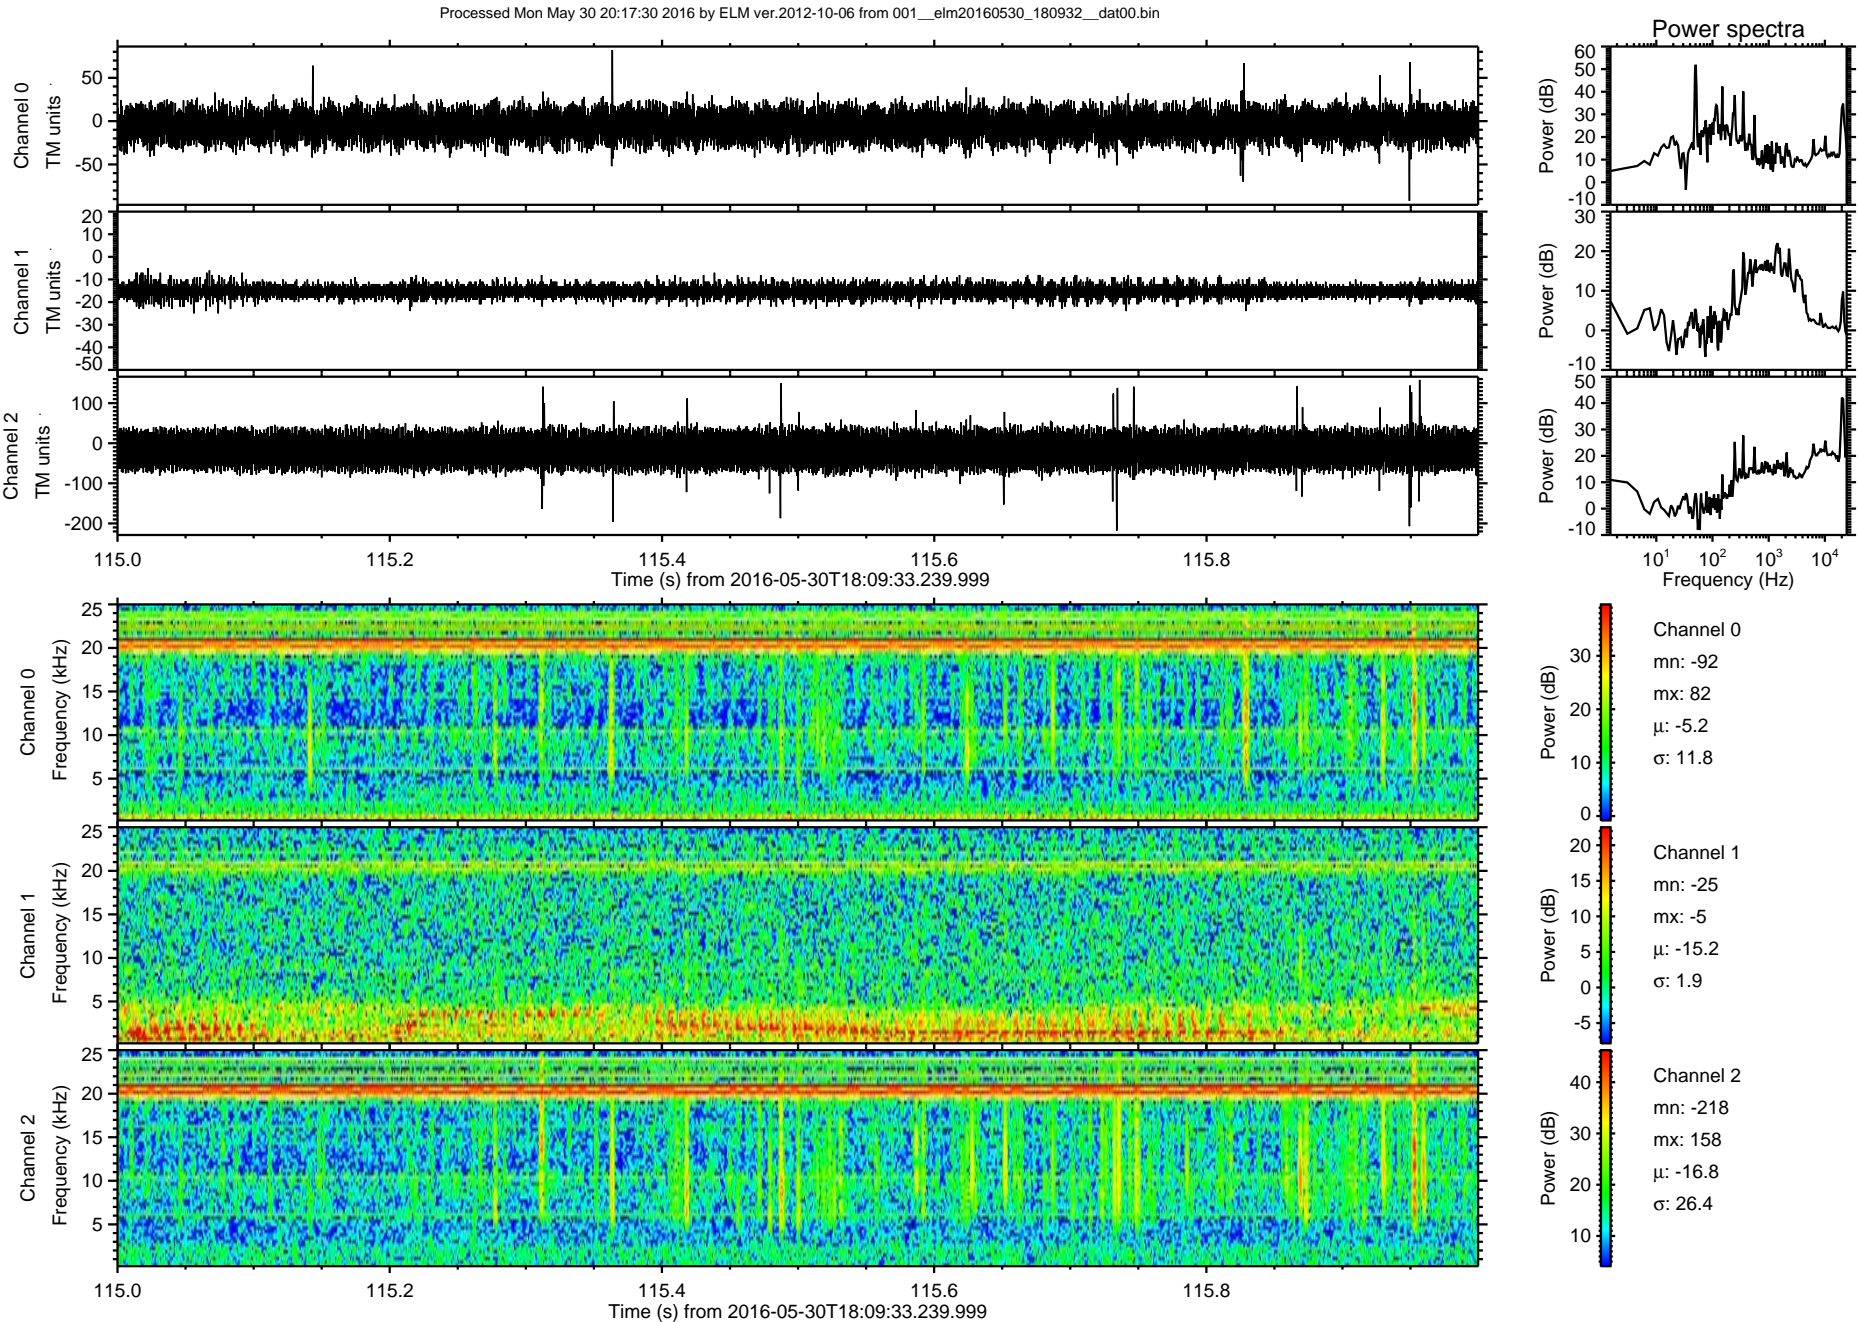 Processed Mon May 30 20:17:30 2016 by ELM ver.2012-10-06 from 001__elm20160530_180932__dat00.bin
Power spectra
Channel 0
TM units
50
0
-50
Power (dB)
60
50
40
30
20
10
0
-10
Channel 1
TM units
20
10
0
-10
-20
-30
-40
-50
Power (dB)
30
20
10
0
-10
Channel 2
TM units
100
0
-100
-200
Power (dB)
50
40
30
20
10
0
-10
115.0 115.2 115.4 115.6 115.8
Time (s) from 2016-05-30T18:09:33.239.999
10^1 10^2 10^3 10^4
Frequency (Hz)
Channel 0
Frequency (kHz)
25
20
15
10
5
Power (dB)
30
20
10
0
Channel 0
mn: -92
mx: 82
μ: -5.2
σ: 11.8
Channel 1
Frequency (kHz)
25
20
15
10
5
Power (dB)
20
15
10
5
0
-5
Channel 1
mn: -25
mx: -5
μ: -15.2
σ: 1.9
Channel 2
Frequency (kHz)
25
20
15
10
5
Power (dB)
40
30
20
10
Channel 2
mn: -218
mx: 158
μ: -16.8
σ: 26.4
115.0 115.2 115.4 115.6 115.8
Time (s) from 2016-05-30T18:09:33.239.999